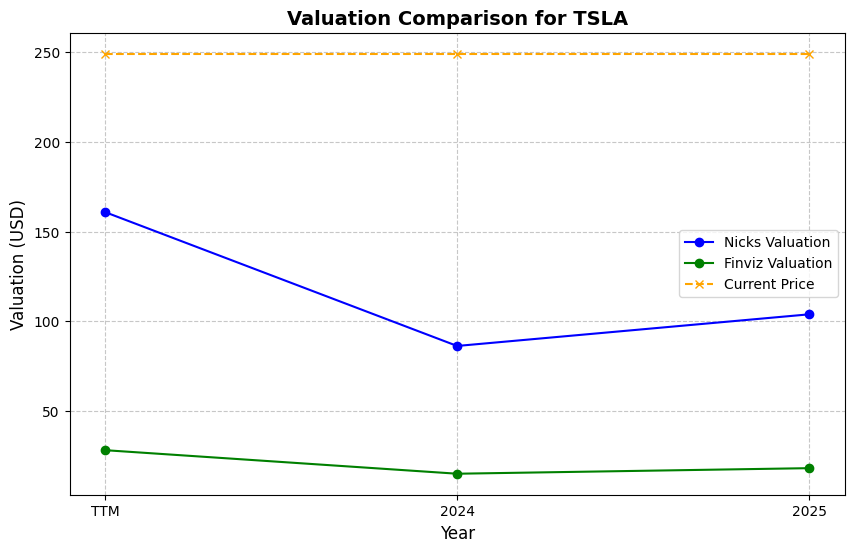 Valuation Comparison for TSLA
Valuation (USD)
250
200
150
100
50
TTM
2024
2025
Year
Nicks Valuation
Finviz Valuation
Current Price